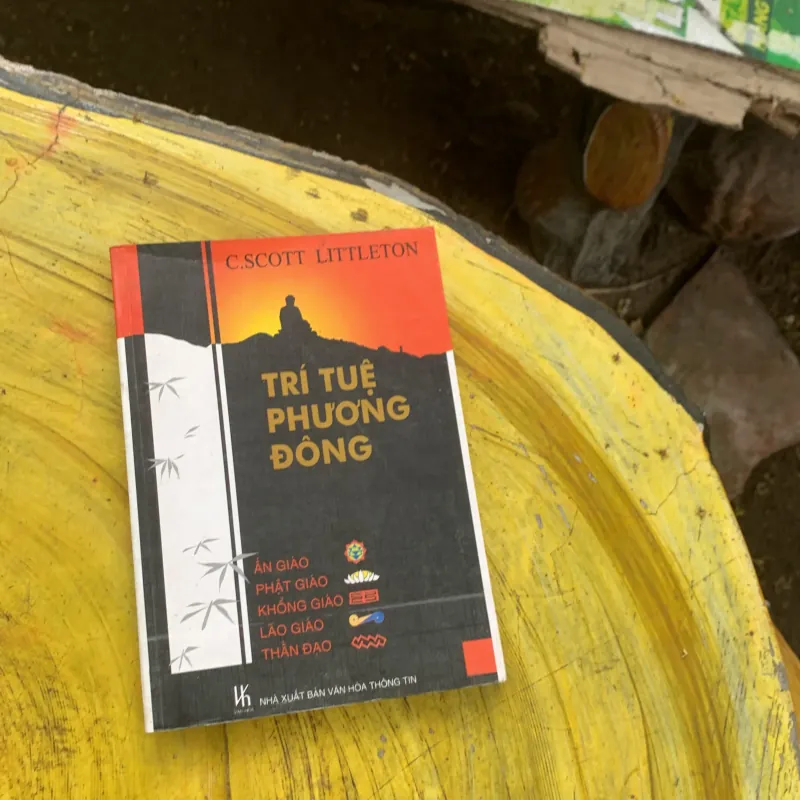 C.SCOTT LITTLETON
TRÍ TUỆ
PHƯƠNG
ĐÔNG
ẤN GIÁO
PHẬT GIÁO
KHỔNG GIÁO
LÃO GIÁO
THẦN ĐẠO
NHÀ XUẤT BẢN VĂN HÓA THÔNG TIN